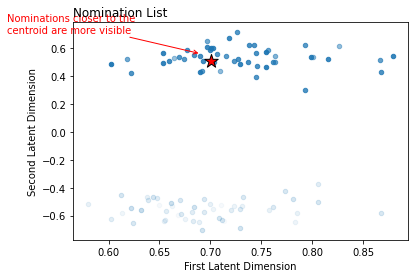 Nomination List
Nominations closer to the
centroid are more visible
Second Latent Dimension
0.6
0.4
0.2
0.0
−0.2
−0.4
−0.6
0.60 0.65 0.70 0.75 0.80 0.85
First Latent Dimension